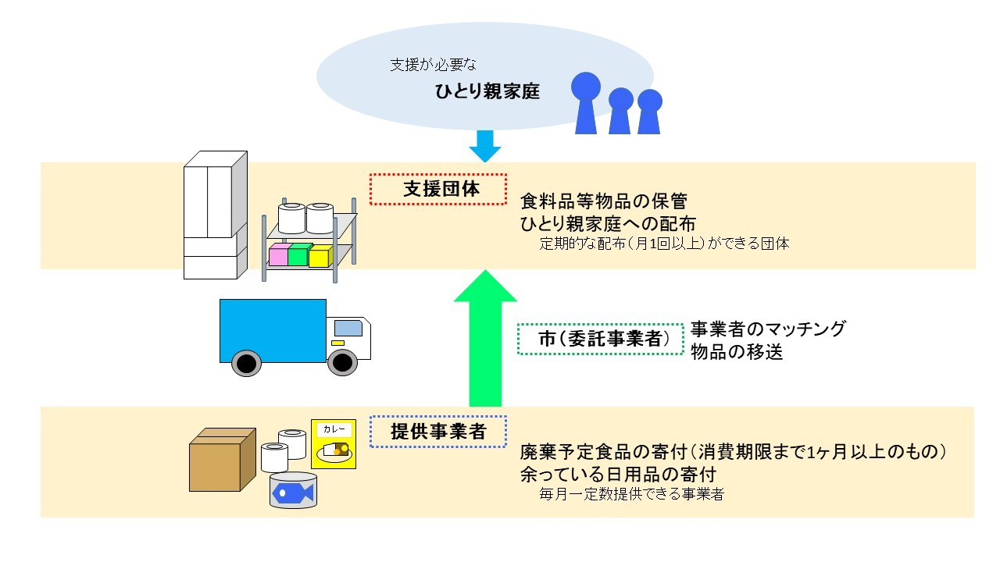 支援が必要な
ひとり親家庭
支援団体
食料品等物品の保管
ひとり親家庭への配布
定期的な配布（月1回以上）ができる団体
市（委託事業者）
事業者のマッチング
物品の移送
提供事業者
カレー
廃棄予定食品の寄付（消費期限まで1ヶ月以上のもの）
余っている日用品の寄付
毎月一定数提供できる事業者